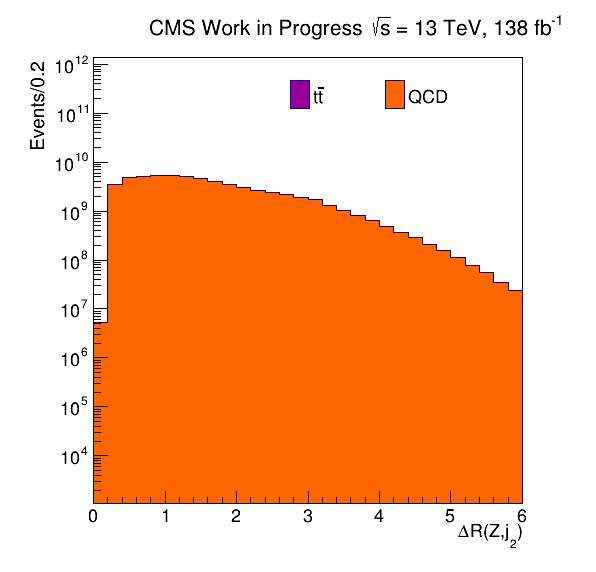 CMS Work in Progress √s = 13 TeV, 138 fb⁻¹
Events/0.2
tt̄
QCD
10¹²
10¹¹
10¹⁰
10⁹
10⁸
10⁷
10⁶
10⁵
10⁴
0 1 2 3 4 5 6
ΔR(Z,j₂)